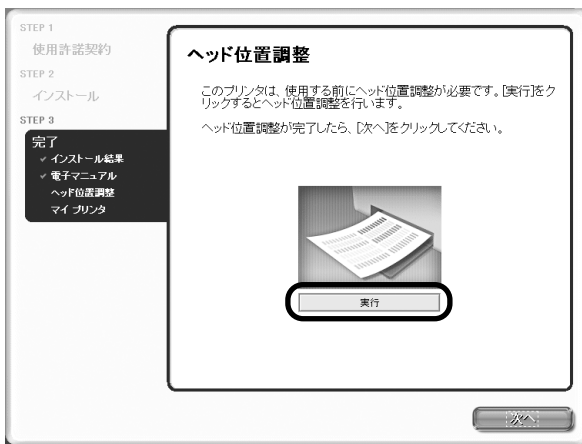 STEP 1
使用許諾契約
STEP 2
インストール
STEP 3
完了
✓ インストール結果
✓ 電子マニュアル
ヘッド位置調整
マイ プリンタ
ヘッド位置調整
このプリンタは、使用する前にヘッド位置調整が必要です。[実行]をク
リックするとヘッド位置調整を行います。
ヘッド位置調整が完了したら、[次へ]をクリックしてください。
実行
次へ